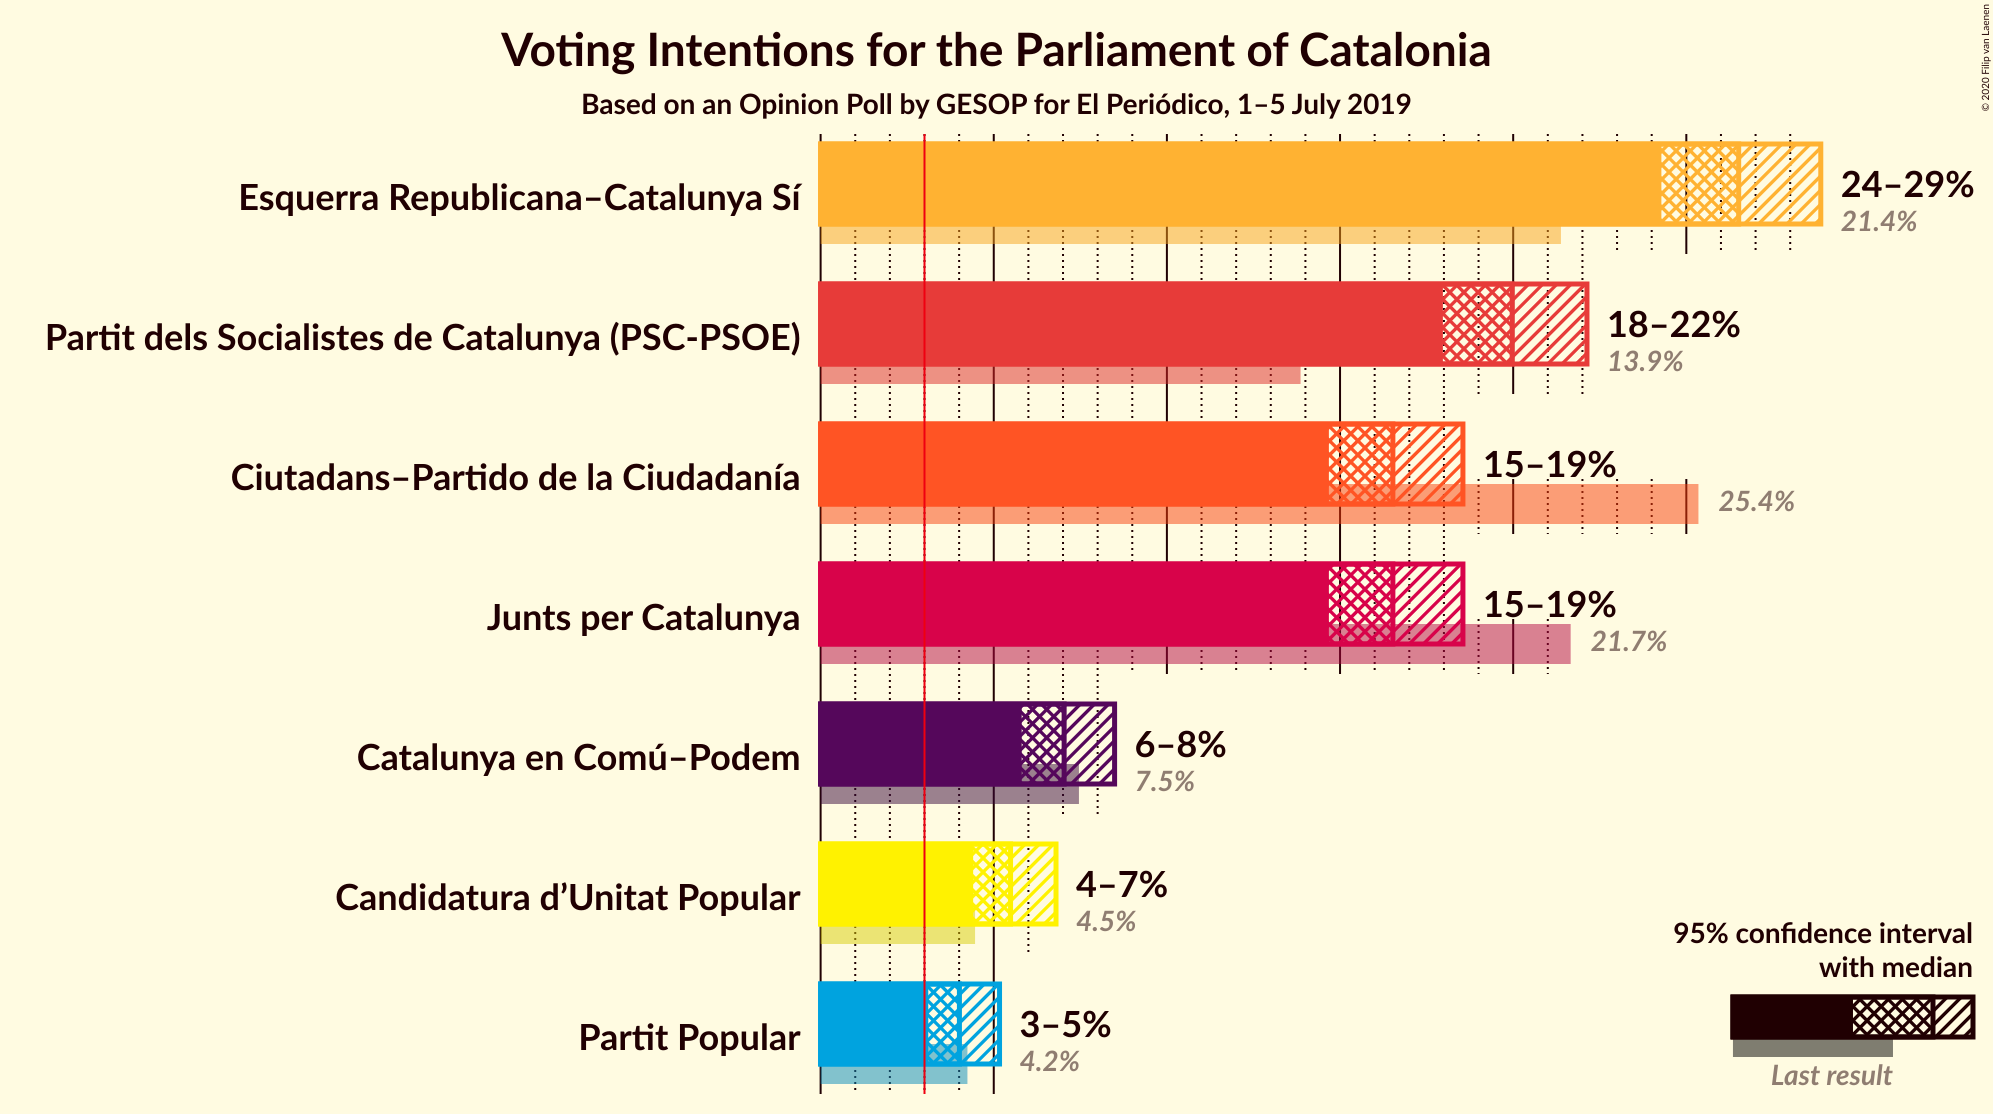 Voting Intentions for the Parliament of Catalonia
Based on an Opinion Poll by GESOP for El Periódico, 1–5 July 2019
© 2020 Filip van Laenen
Esquerra Republicana–Catalunya Sí
24–29%
21.4%
Partit dels Socialistes de Catalunya (PSC-PSOE)
18–22%
13.9%
Ciutadans–Partido de la Ciudadanía
15–19%
25.4%
Junts per Catalunya
15–19%
21.7%
Catalunya en Comú–Podem
6–8%
7.5%
Candidatura d’Unitat Popular
4–7%
4.5%
Partit Popular
3–5%
4.2%
95% confidence interval
with median
Last result